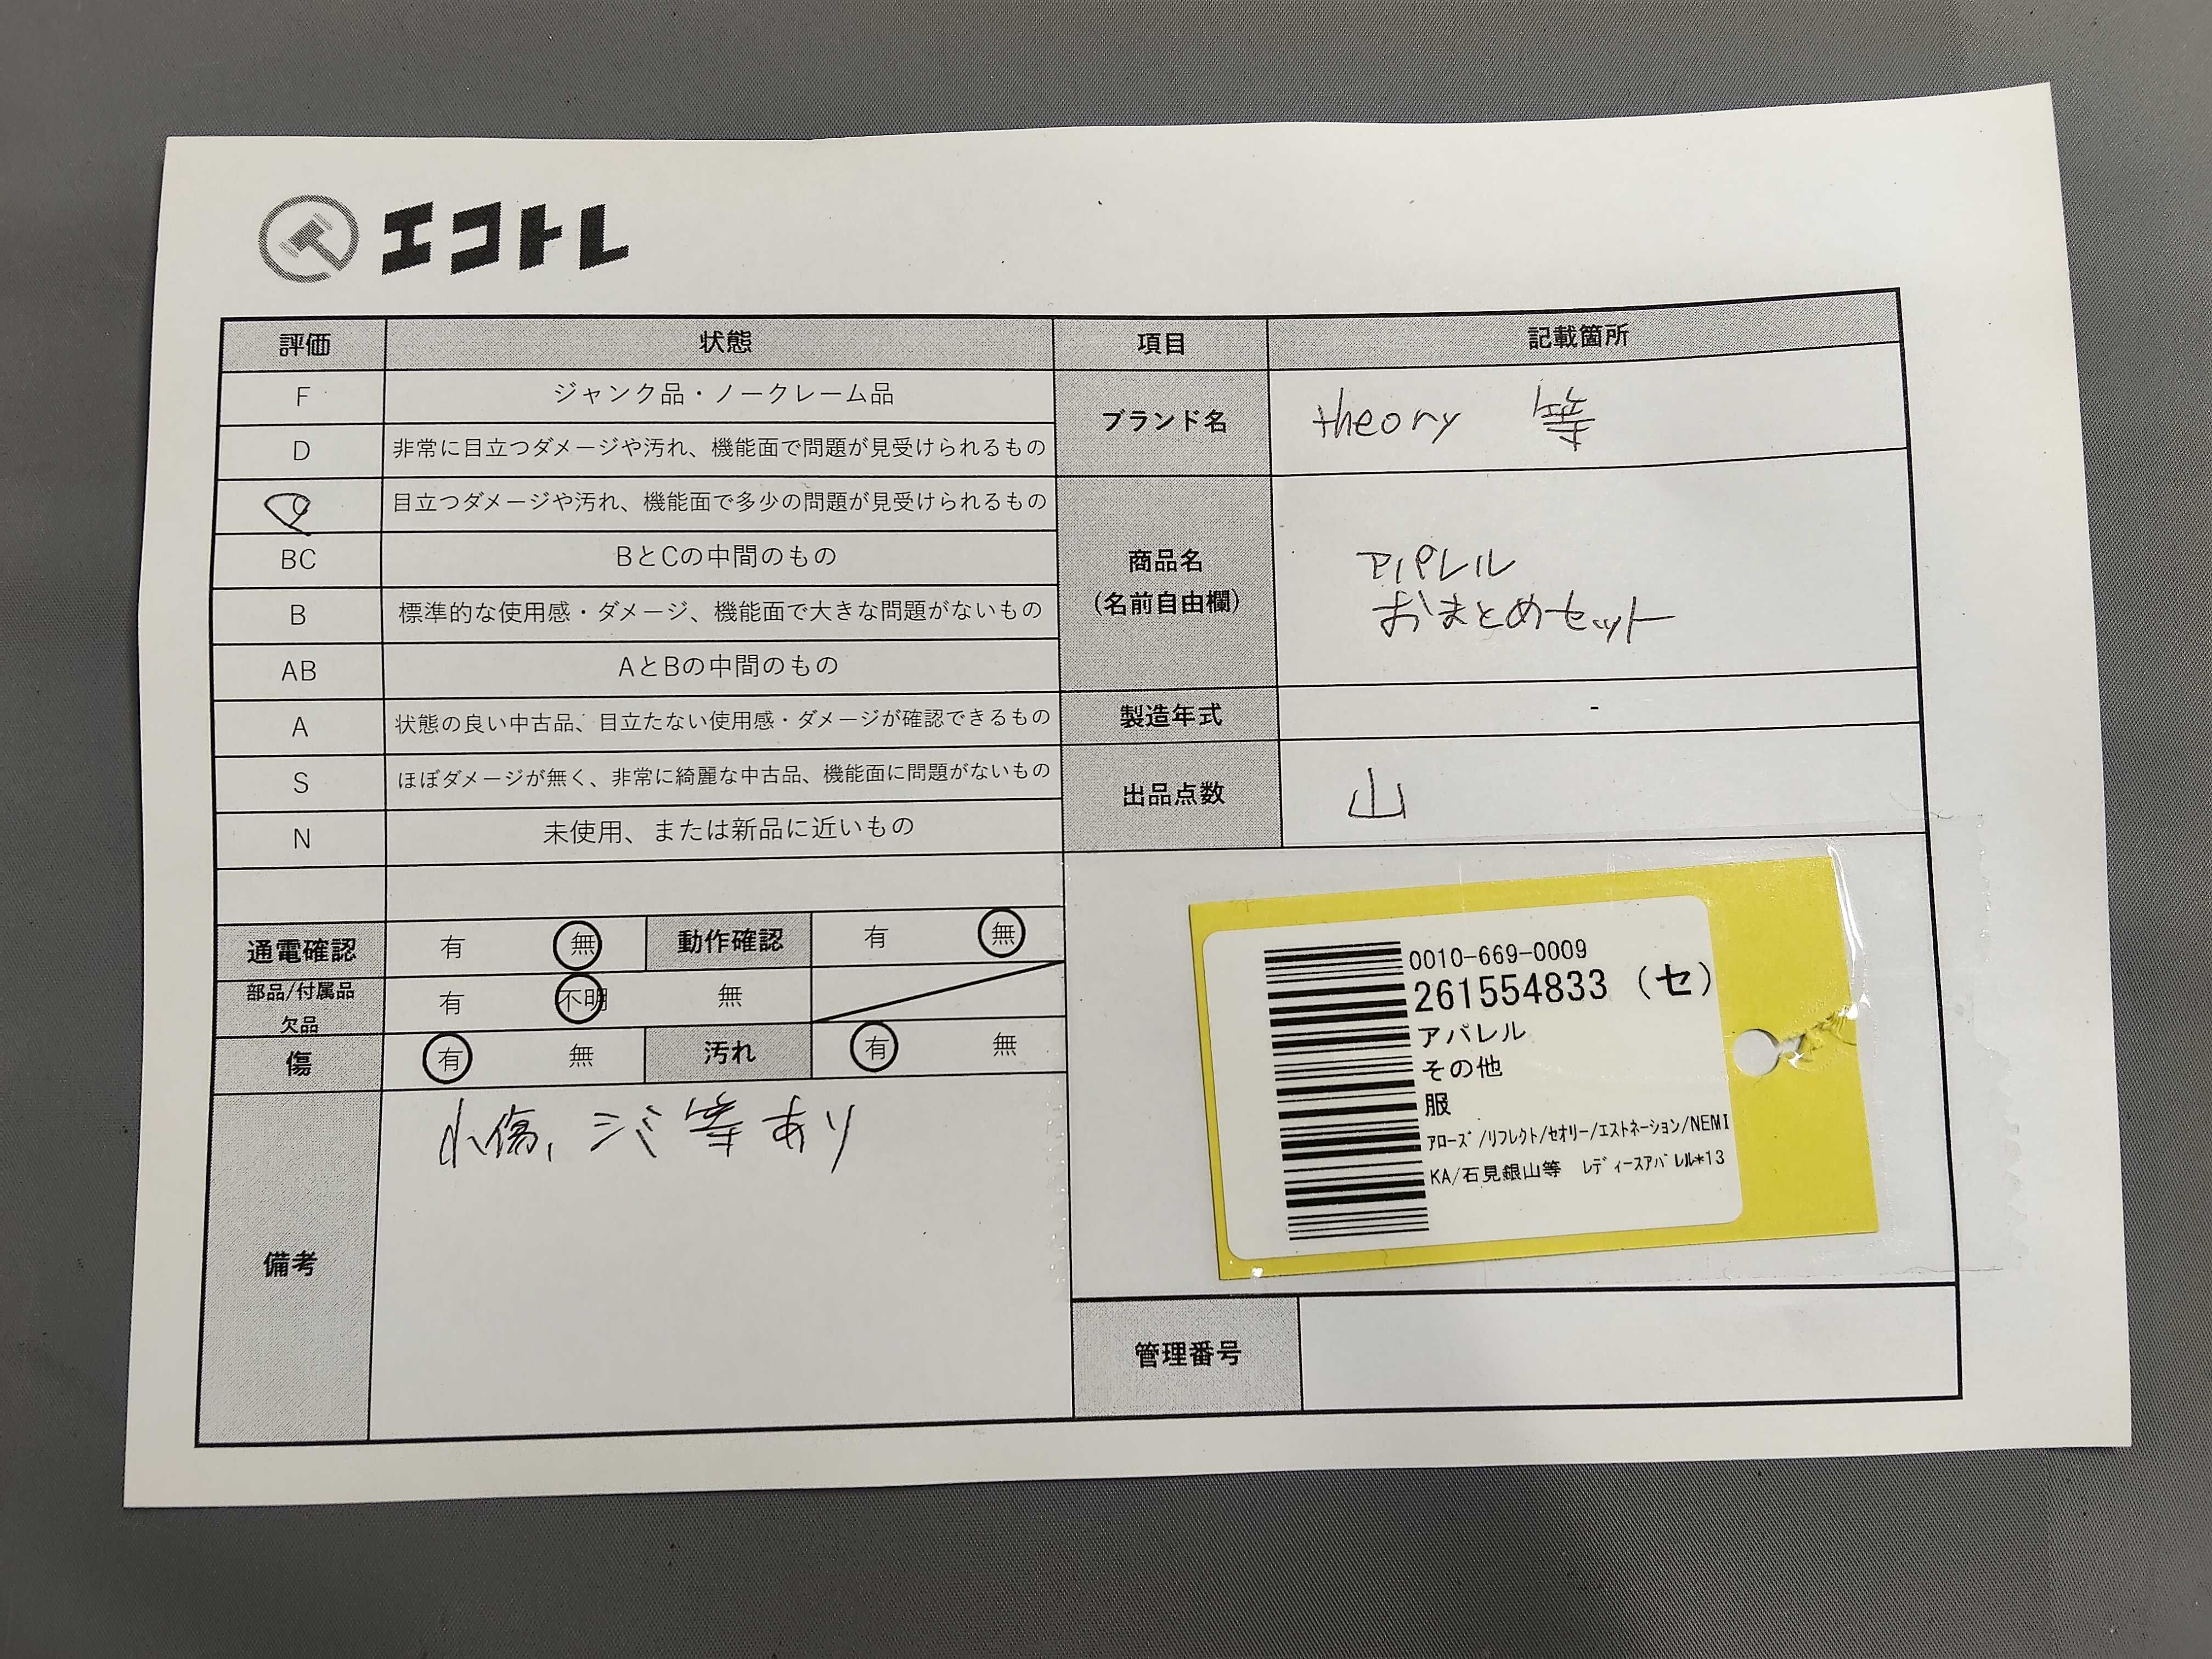 エコトレ
評価 状態 項目 記載箇所
F ジャンク品・ノークレーム品
D 非常に目立つダメージや汚れ、機能面で問題が見受けられるもの
目立つダメージや汚れ、機能面で多少の問題が見受けられるもの
BC BとCの中間のもの
B 標準的な使用感・ダメージ、機能面で大きな問題がないもの
AB AとBの中間のもの
A 状態の良い中古品、目立たない使用感・ダメージが確認できるもの
S ほぼダメージが無く、非常に綺麗な中古品、機能面に問題がないもの
N 未使用、または新品に近いもの
ブランド名 theory 等
商品名
(名前自由欄)
アパレル
おまとめセット
製造年式 -
出品点数 山
通電確認 有 無 動作確認 有 無
部品/付属品
欠品
有 不明 無
傷 有 無 汚れ 有 無
備考
小傷、シミ等あり
0010-669-0009
261554833 (セ)
アパレル
その他
服
ｱﾛｰｽﾞ/ﾘﾌﾚｸﾄ/ｾｵﾘｰ/ｴｽﾄﾈｰｼｮﾝ/NEMI
KA/石見銀山等 ﾚﾃﾞｨｰｽｱﾊﾟﾚﾙ*13
管理番号